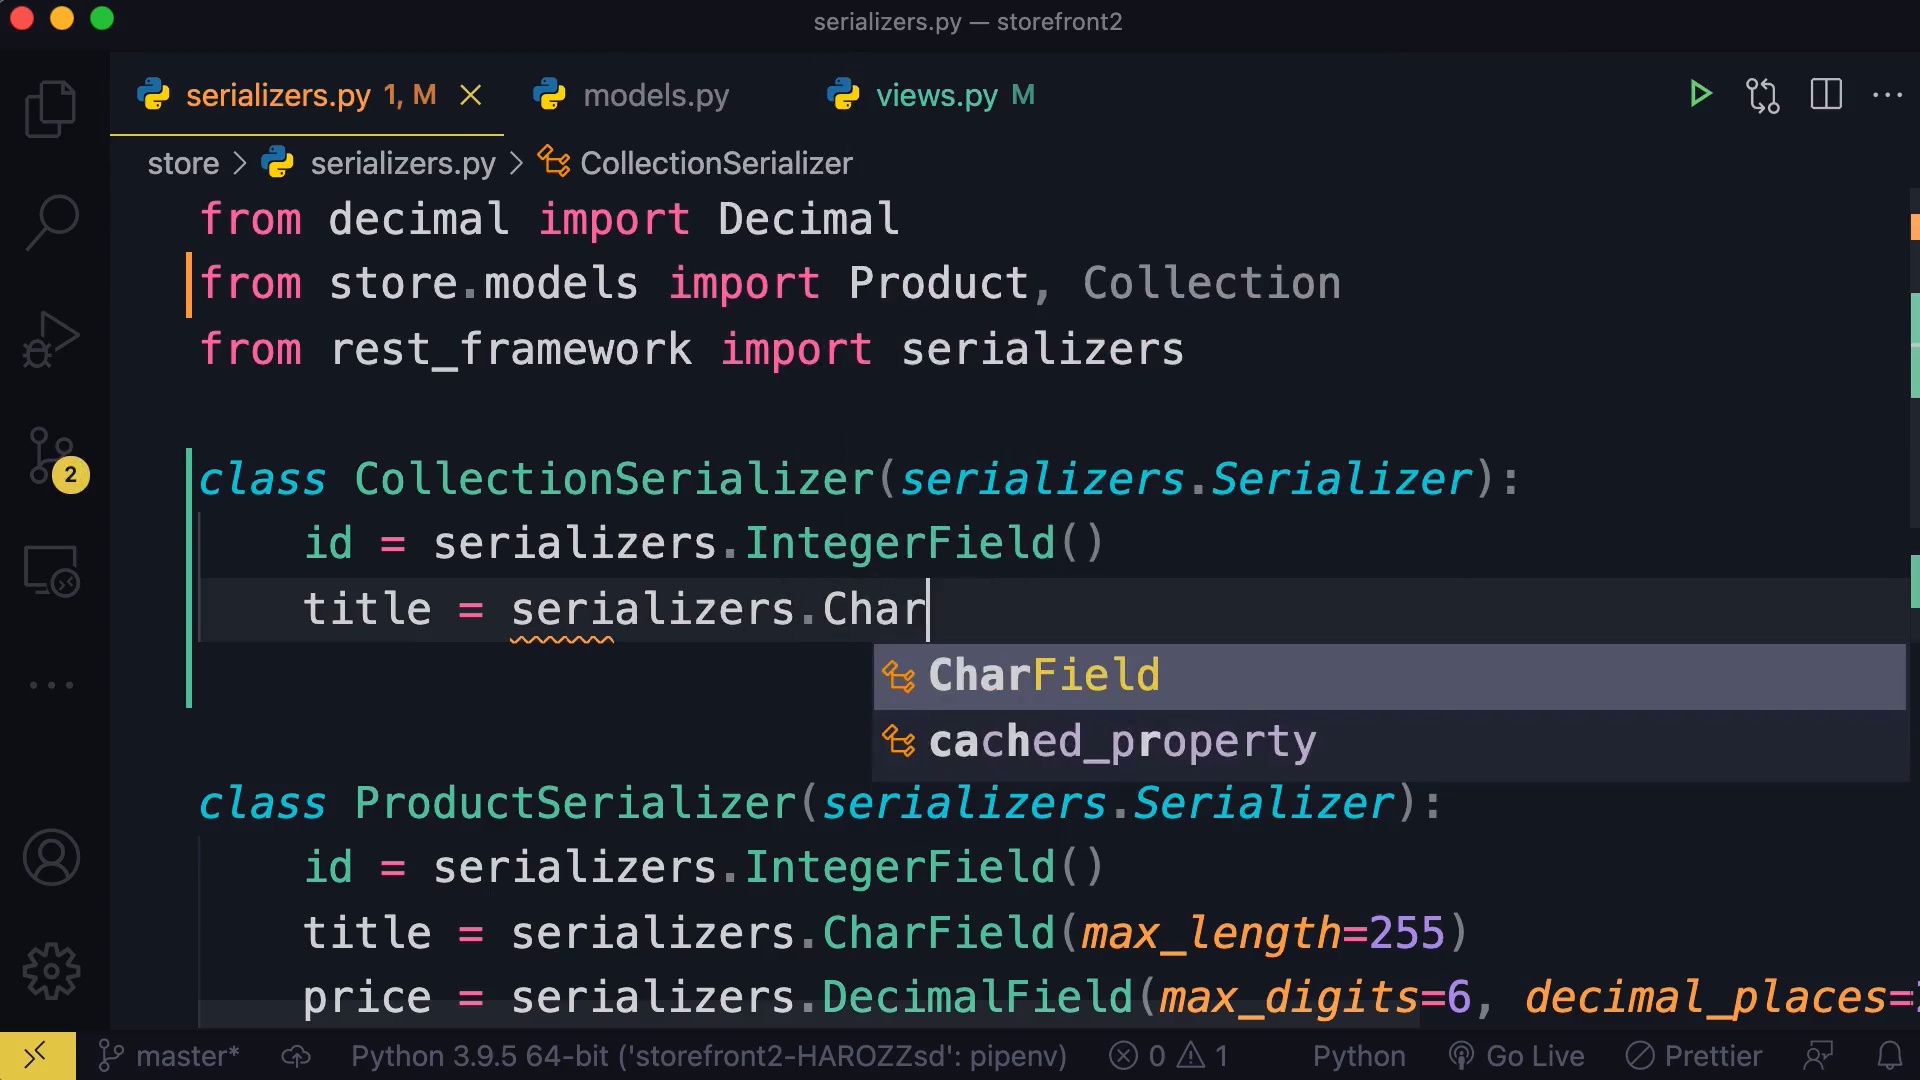 serializers.py — storefront2
serializers.py 1, M
models.py
views.py M
store > serializers.py > CollectionSerializer
from decimal import Decimal
from store.models import Product, Collection
from rest_framework import serializers
class CollectionSerializer(serializers.Serializer):
id = serializers.IntegerField()
title = serializers.Char
CharField
cached_property
class ProductSerializer(serializers.Serializer):
id = serializers.IntegerField()
title = serializers.CharField(max_length=255)
price = serializers.DecimalField(max_digits=6, decimal_places=
2
master* Python 3.9.5 64-bit ('storefront2-HAROZZsd': pipenv) 0 1 Python Go Live Prettier